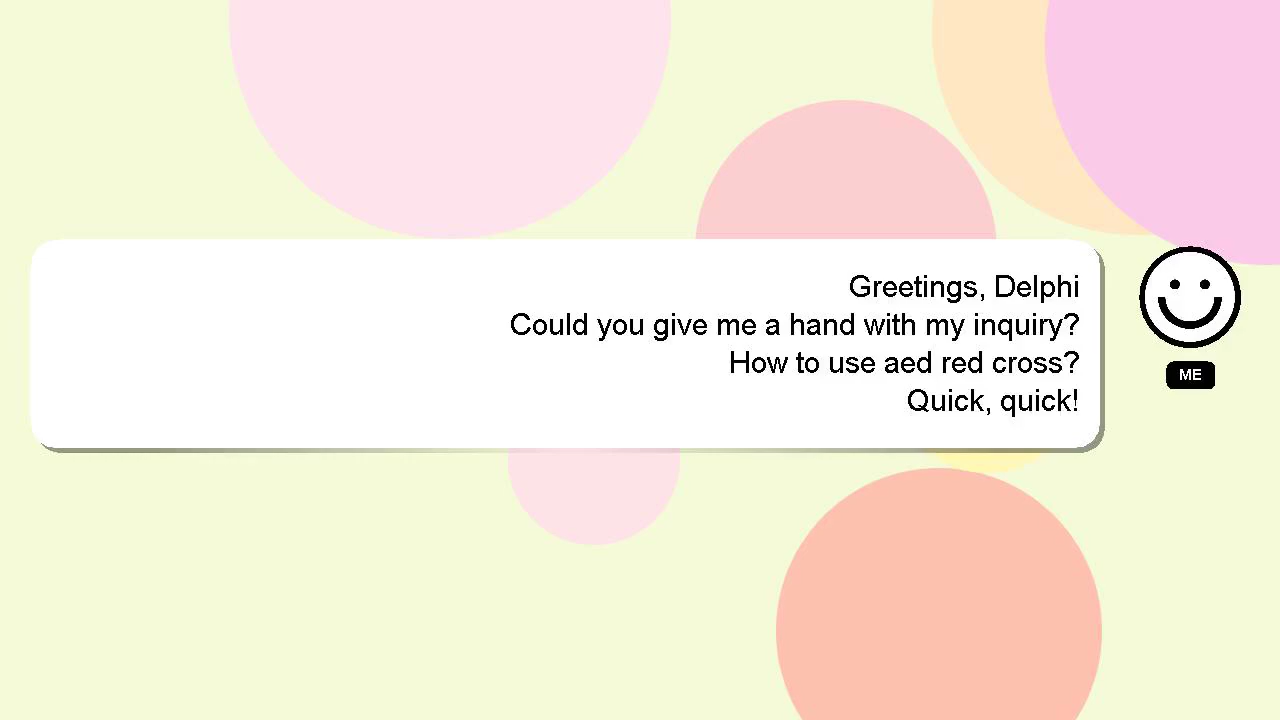 Greetings, Delphi
Could you give me a hand with my inquiry?
How to use aed red cross?
Quick, quick!
ME